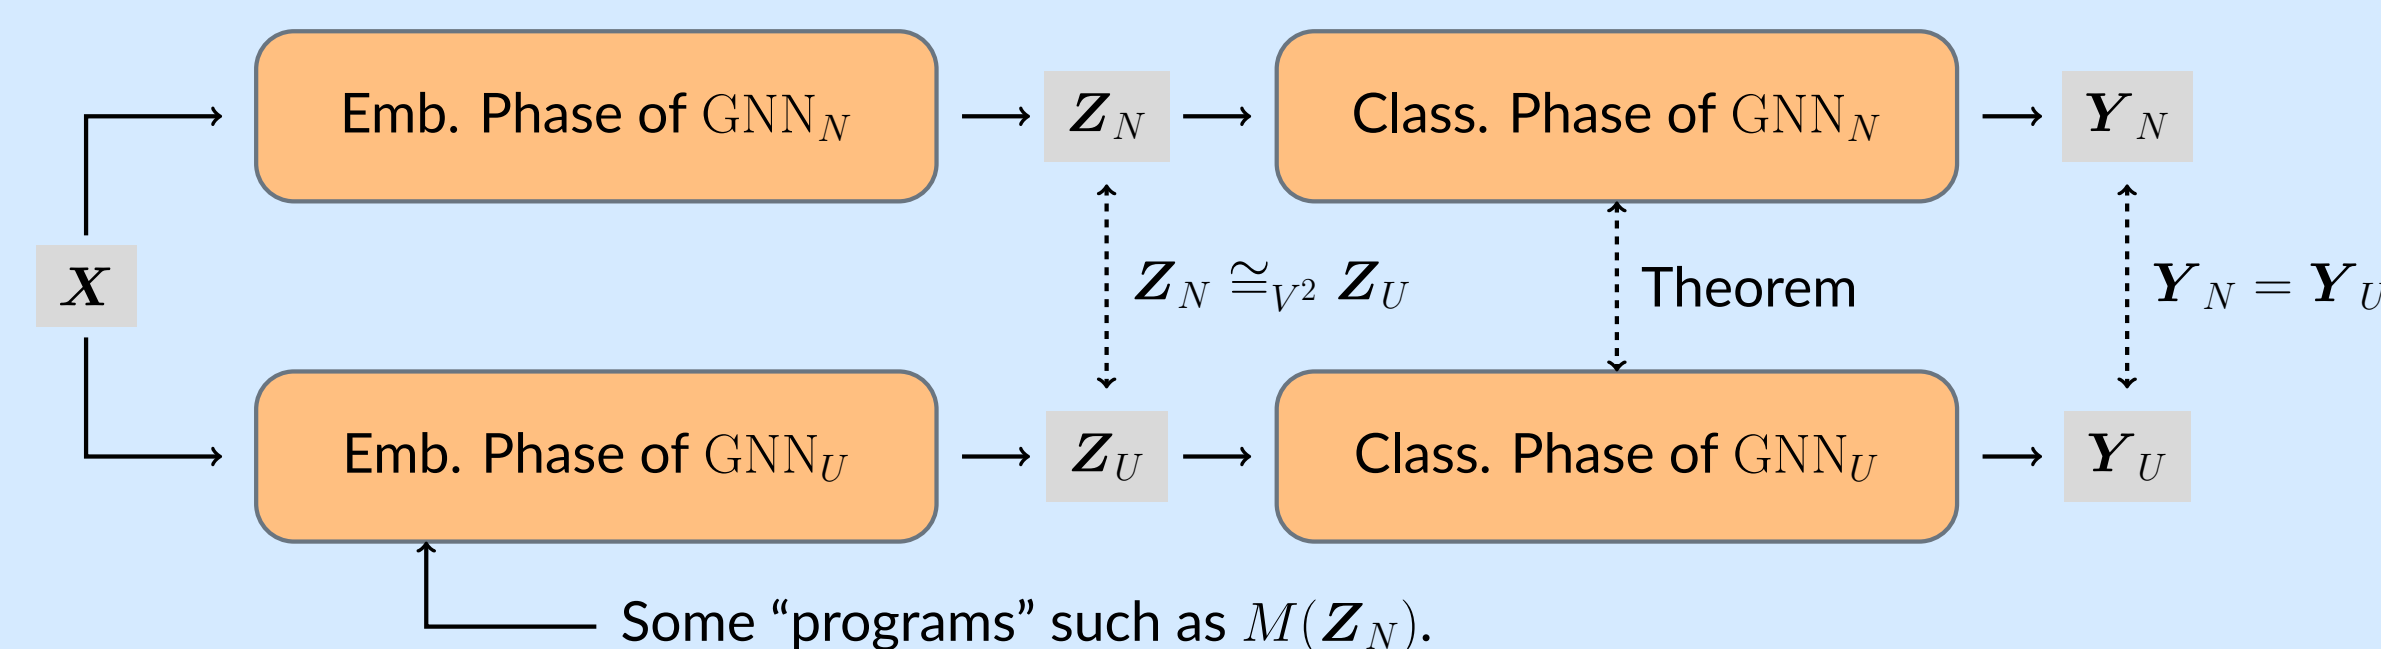 Emb. Phase of GNN_N
Z_N
Class. Phase of GNN_N
Y_N
X
Z_N ≊_{V^2} Z_U
Theorem
Y_N = Y_U
Emb. Phase of GNN_U
Z_U
Class. Phase of GNN_U
Y_U
Some “programs” such as M(Z_N).